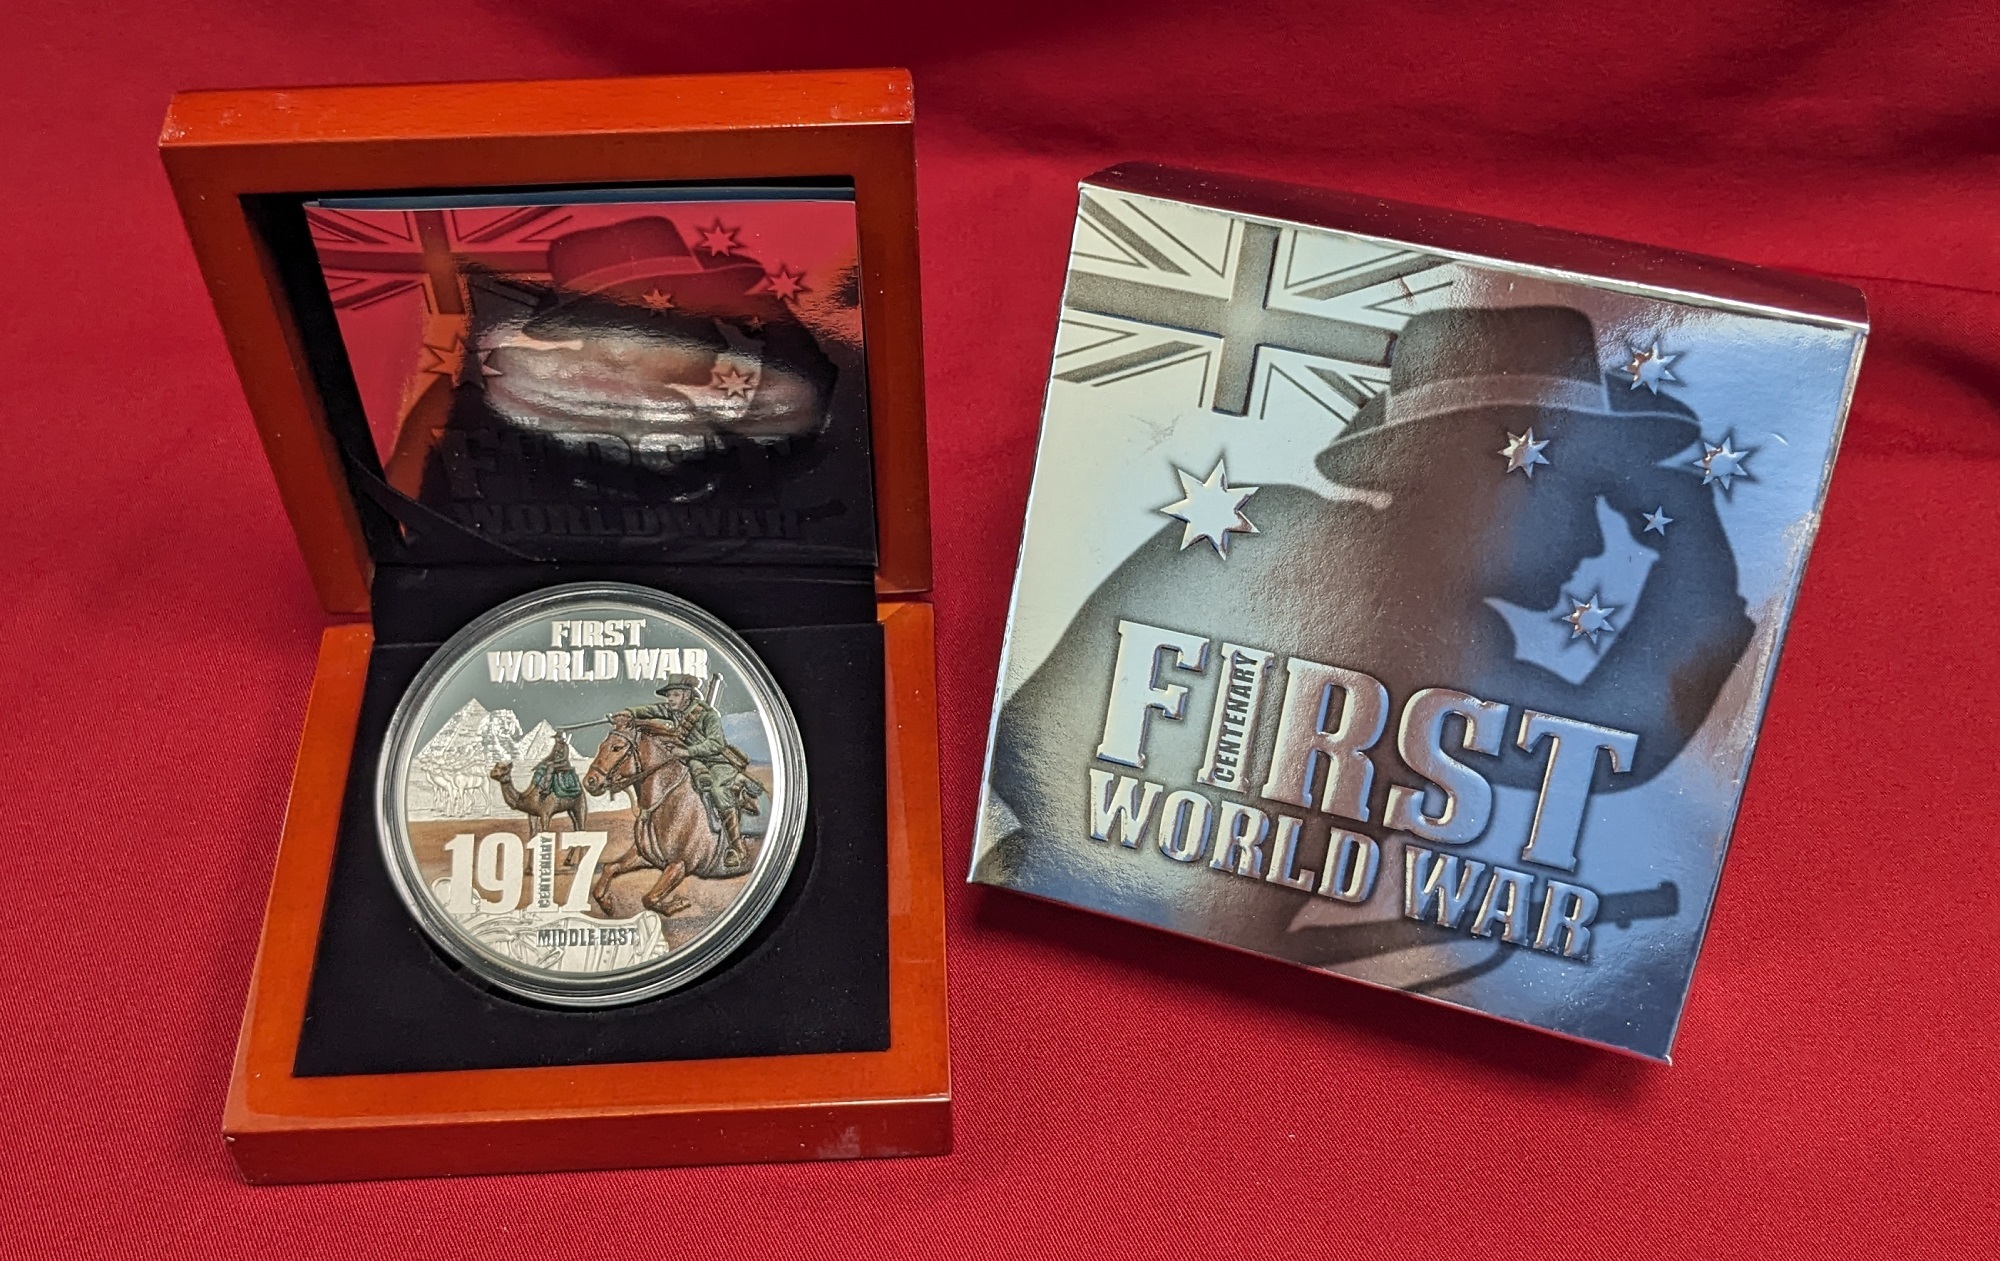 FIRST
WORLD WAR
FIRST
WORLD WAR
1917
CENTENARY
MIDDLE EAST
FIRST
CENTENARY
WORLD WAR